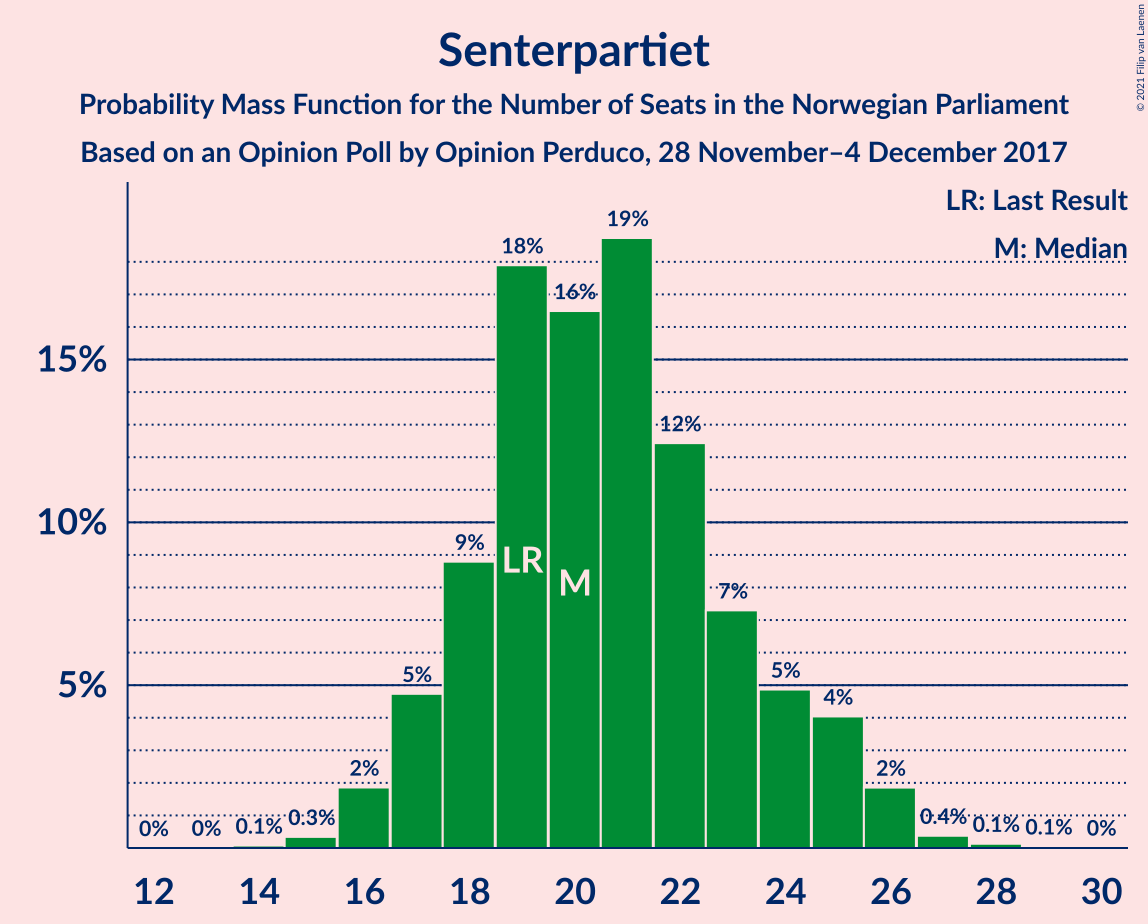 Senterpartiet
Probability Mass Function for the Number of Seats in the Norwegian Parliament
Based on an Opinion Poll by Opinion Perduco, 28 November–4 December 2017
© 2021 Filip van Laenen
LR: Last Result
M: Median
15%
10%
5%
0%
0%
0.1%
0.3%
2%
5%
9%
18%
16%
19%
12%
7%
5%
4%
2%
0.4%
0.1%
0.1%
0%
LR
M
12 14 16 18 20 22 24 26 28 30